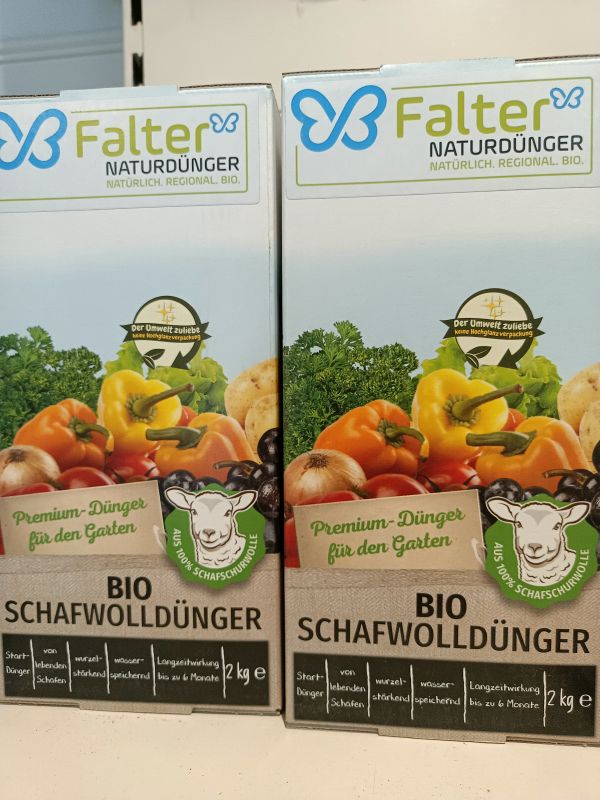 Falter
NATURDÜNGER
NATÜRLICH. REGIONAL. BIO.
Der Umwelt zuliebe
keine Hochglanzverpackung
Premium-Dünger
für den Garten
AUS 100% SCHAFSCHURWOLLE
BIO
SCHAFWOLLDÜNGER
Start-
Dünger
von
lebenden
Schafen
wurzel-
stärkend
wasser-
speichernd
Langzeitwirkung
bis zu 6 Monate
2 kg e
Falter
NATURDÜNGER
NATÜRLICH. REGIONAL. BIO.
Der Umwelt zuliebe
keine Hochglanzverpackung
Premium-Dünger
für den Garten
AUS 100% SCHAFSCHURWOLLE
BIO
SCHAFWOLLDÜNGER
Start-
Dünger
von
lebenden
Schafen
wurzel-
stärkend
wasser-
speichernd
Langzeitwirkung
bis zu 6 Monate
2 kg e